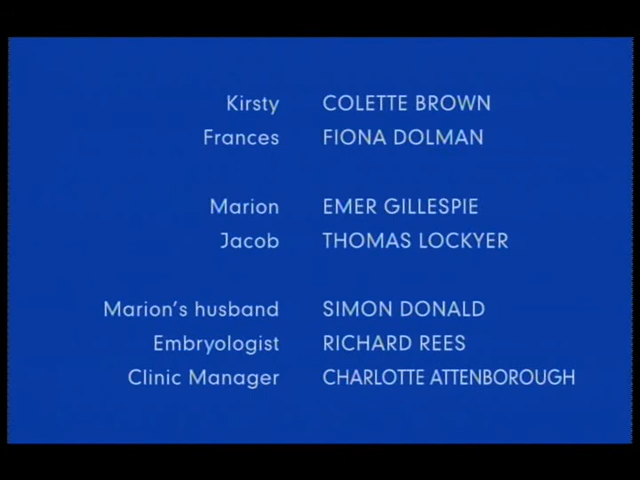 Kirsty COLETTE BROWN
Frances FIONA DOLMAN
Marion EMER GILLESPIE
Jacob THOMAS LOCKYER
Marion's husband SIMON DONALD
Embryologist RICHARD REES
Clinic Manager CHARLOTTE ATTENBOROUGH